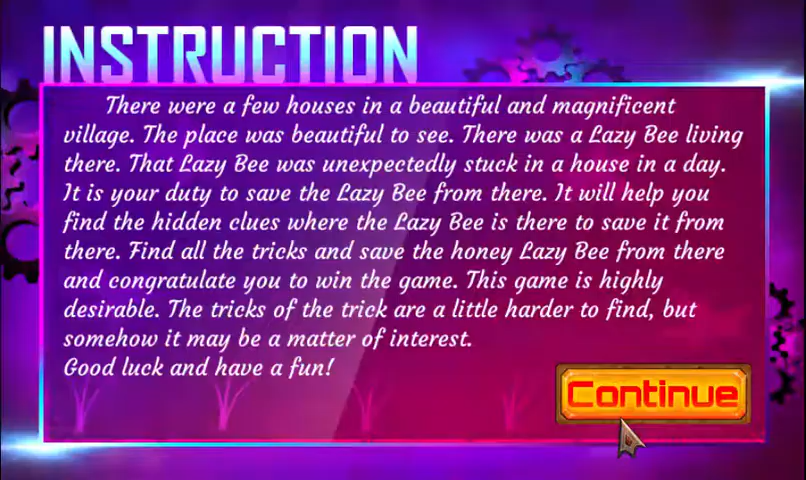 INSTRUCTION
There were a few houses in a beautiful and magnificent
village. The place was beautiful to see. There was a Lazy Bee living
there. That Lazy Bee was unexpectedly stuck in a house in a day.
It is your duty to save the Lazy Bee from there. It will help you
find the hidden clues where the Lazy Bee is there to save it from
there. Find all the tricks and save the honey Lazy Bee from there
and congratulate you to win the game. This game is highly
desirable. The tricks of the trick are a little harder to find, but
somehow it may be a matter of interest.
Good luck and have a fun!
Continue